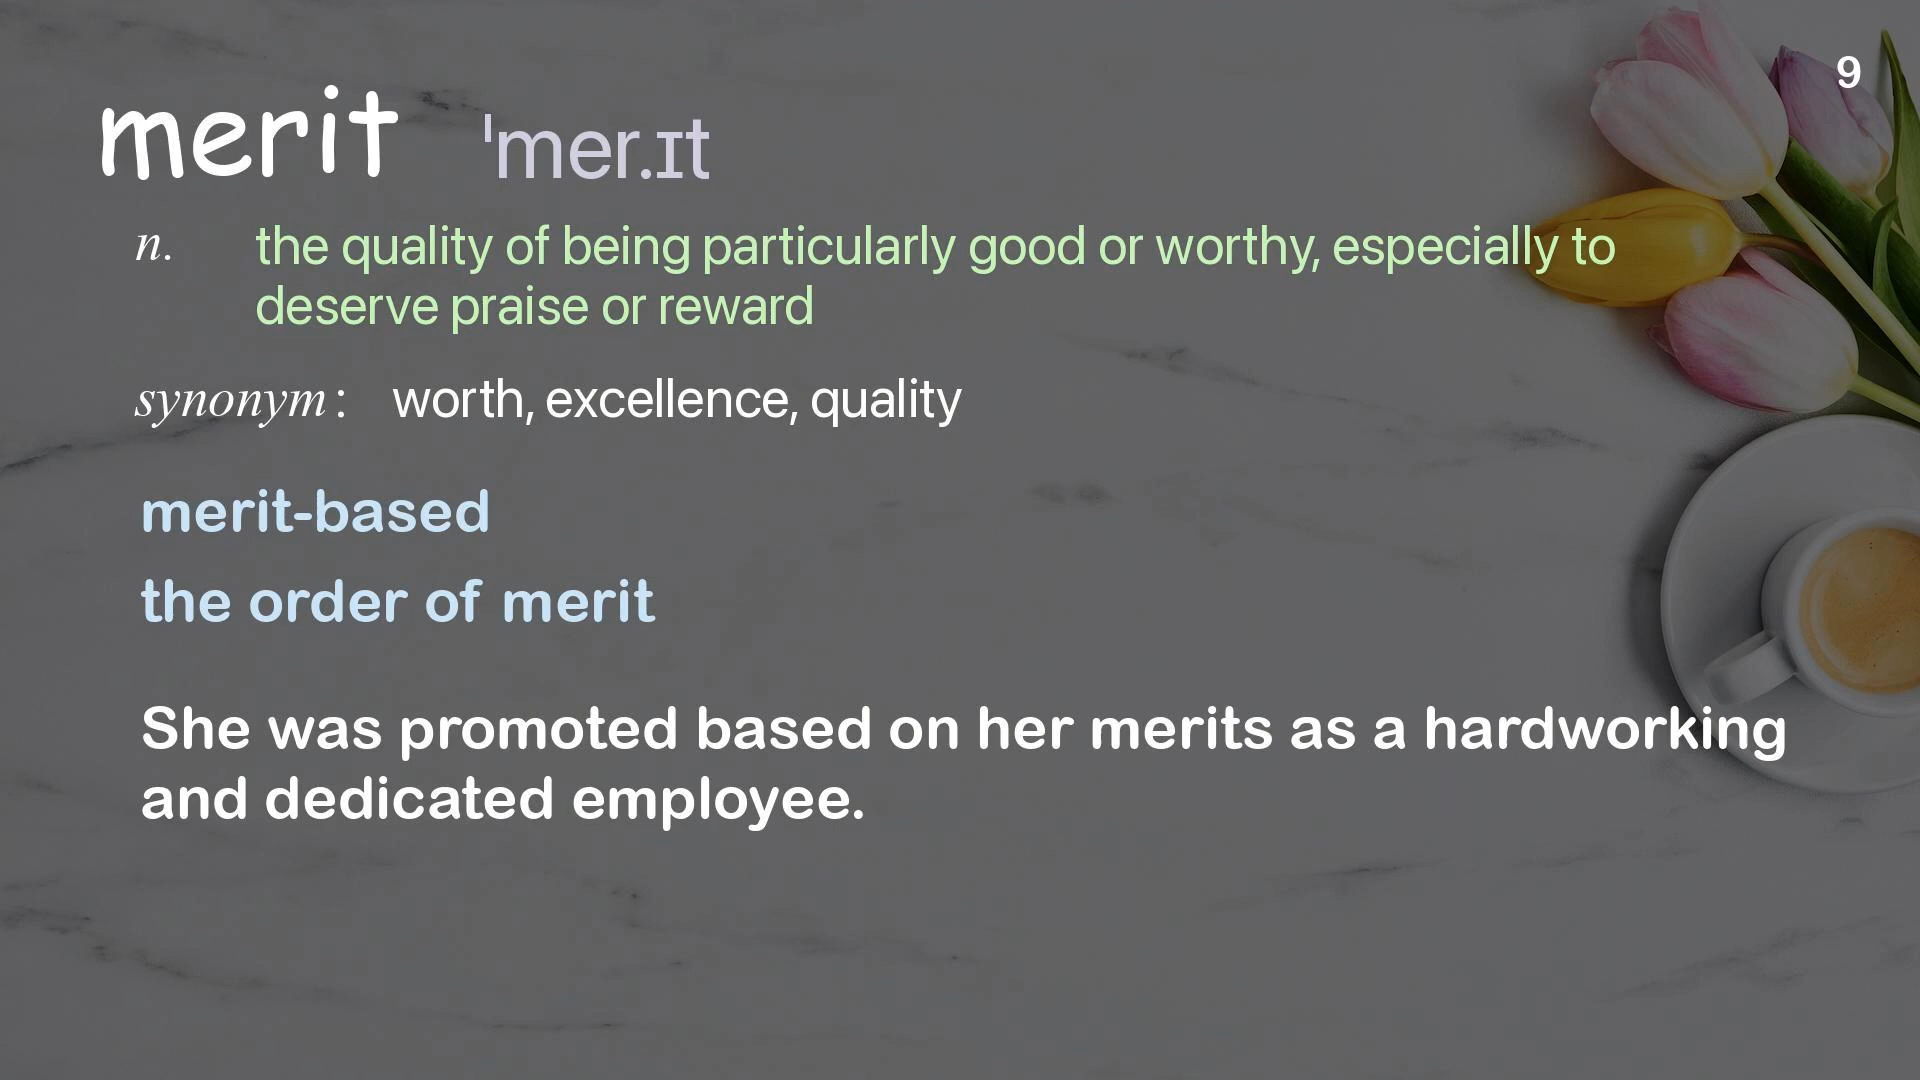 9
merit ˈmer.ɪt
n. the quality of being particularly good or worthy, especially to
deserve praise or reward
synonym : worth, excellence, quality
merit-based
the order of merit
She was promoted based on her merits as a hardworking
and dedicated employee.